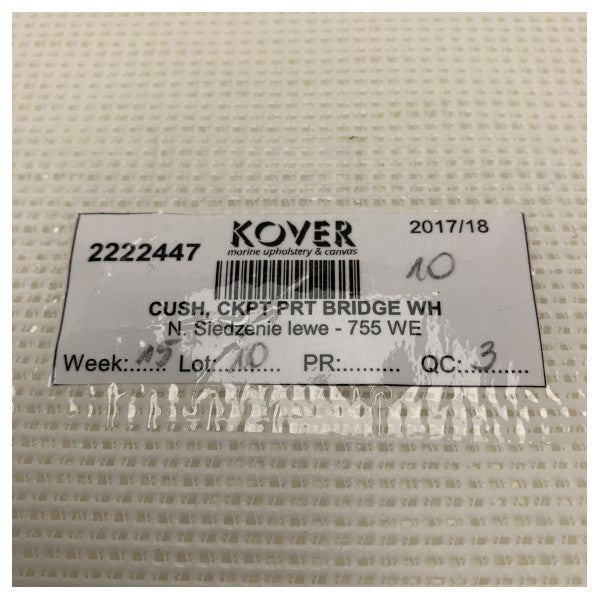 2222447 KOVER 2017/18
marine upholstery & canvas
10
CUSH, CKPT PRT BRIDGE WH
N. Siedzenie lewe - 755 WE
Week:..15.. Lot:..10....... PR:......... QC:..3......